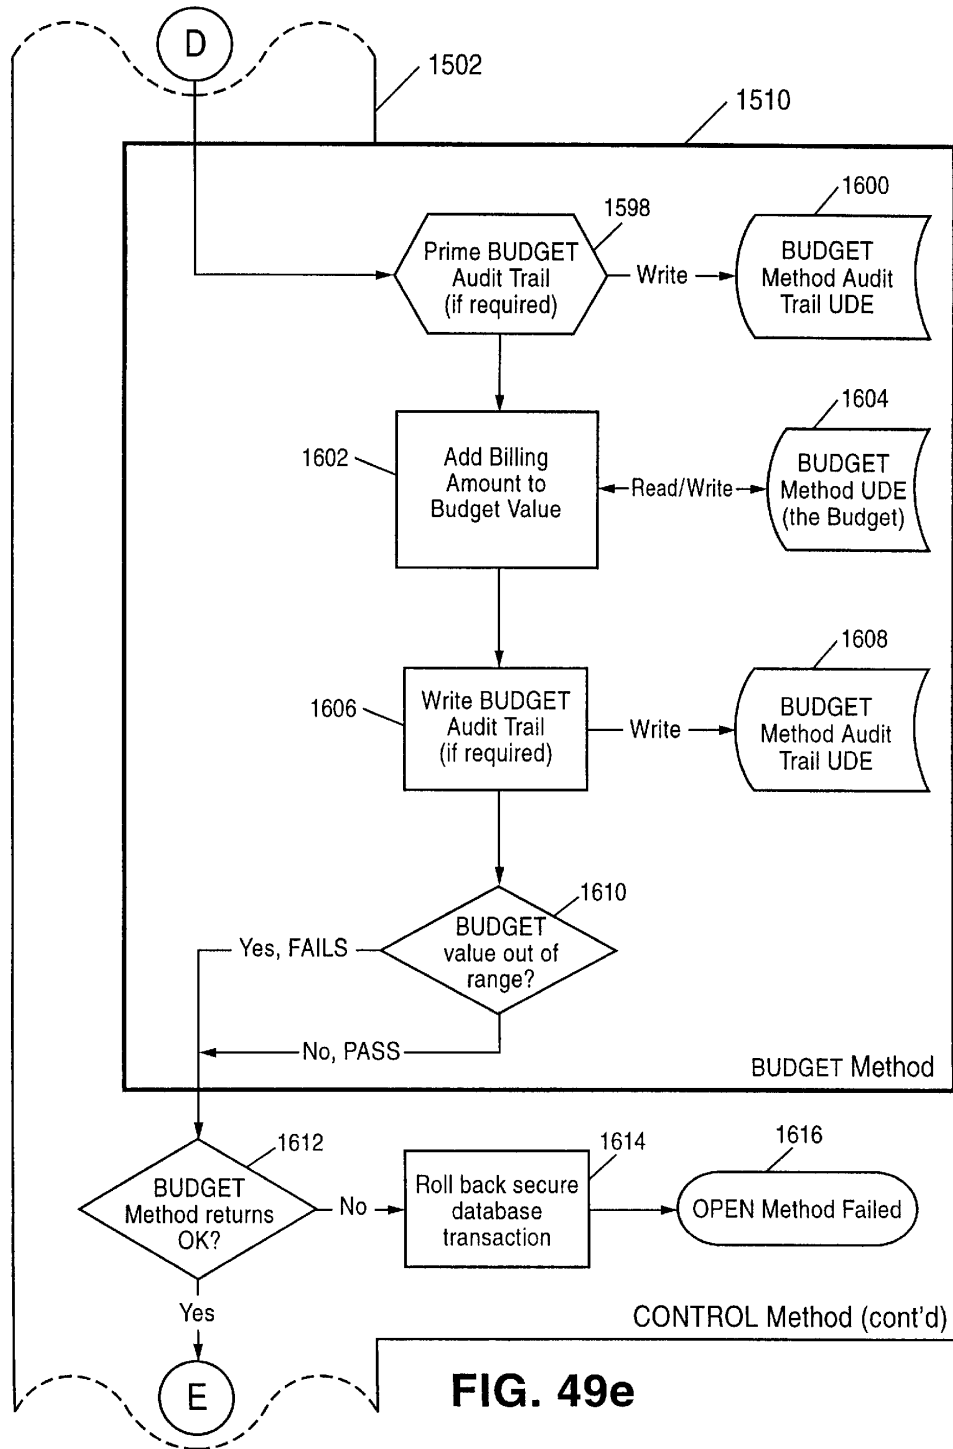 D
1502
1510
1598
Prime BUDGET
Audit Trail
(if required)
Write
1600
BUDGET
Method Audit
Trail UDE
1602
Add Billing
Amount to
Budget Value
Read/Write
1604
BUDGET
Method UDE
(the Budget)
1606
Write BUDGET
Audit Trail
(if required)
Write
1608
BUDGET
Method Audit
Trail UDE
1610
BUDGET
value out of
range?
Yes, FAILS
No, PASS
BUDGET Method
1612
BUDGET
Method returns
OK?
No
1614
Roll back secure
database
transaction
1616
OPEN Method Failed
Yes
CONTROL Method (cont'd)
E
FIG. 49e